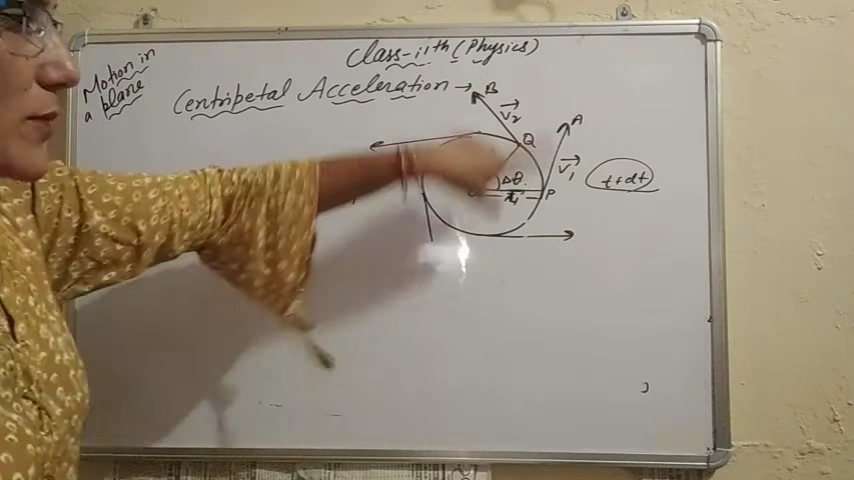 Class-11th (Physics)
Motion in
a plane
Centripetal Acceleration →
B
V2
A
Q
V1
Δθ
P
t+dt